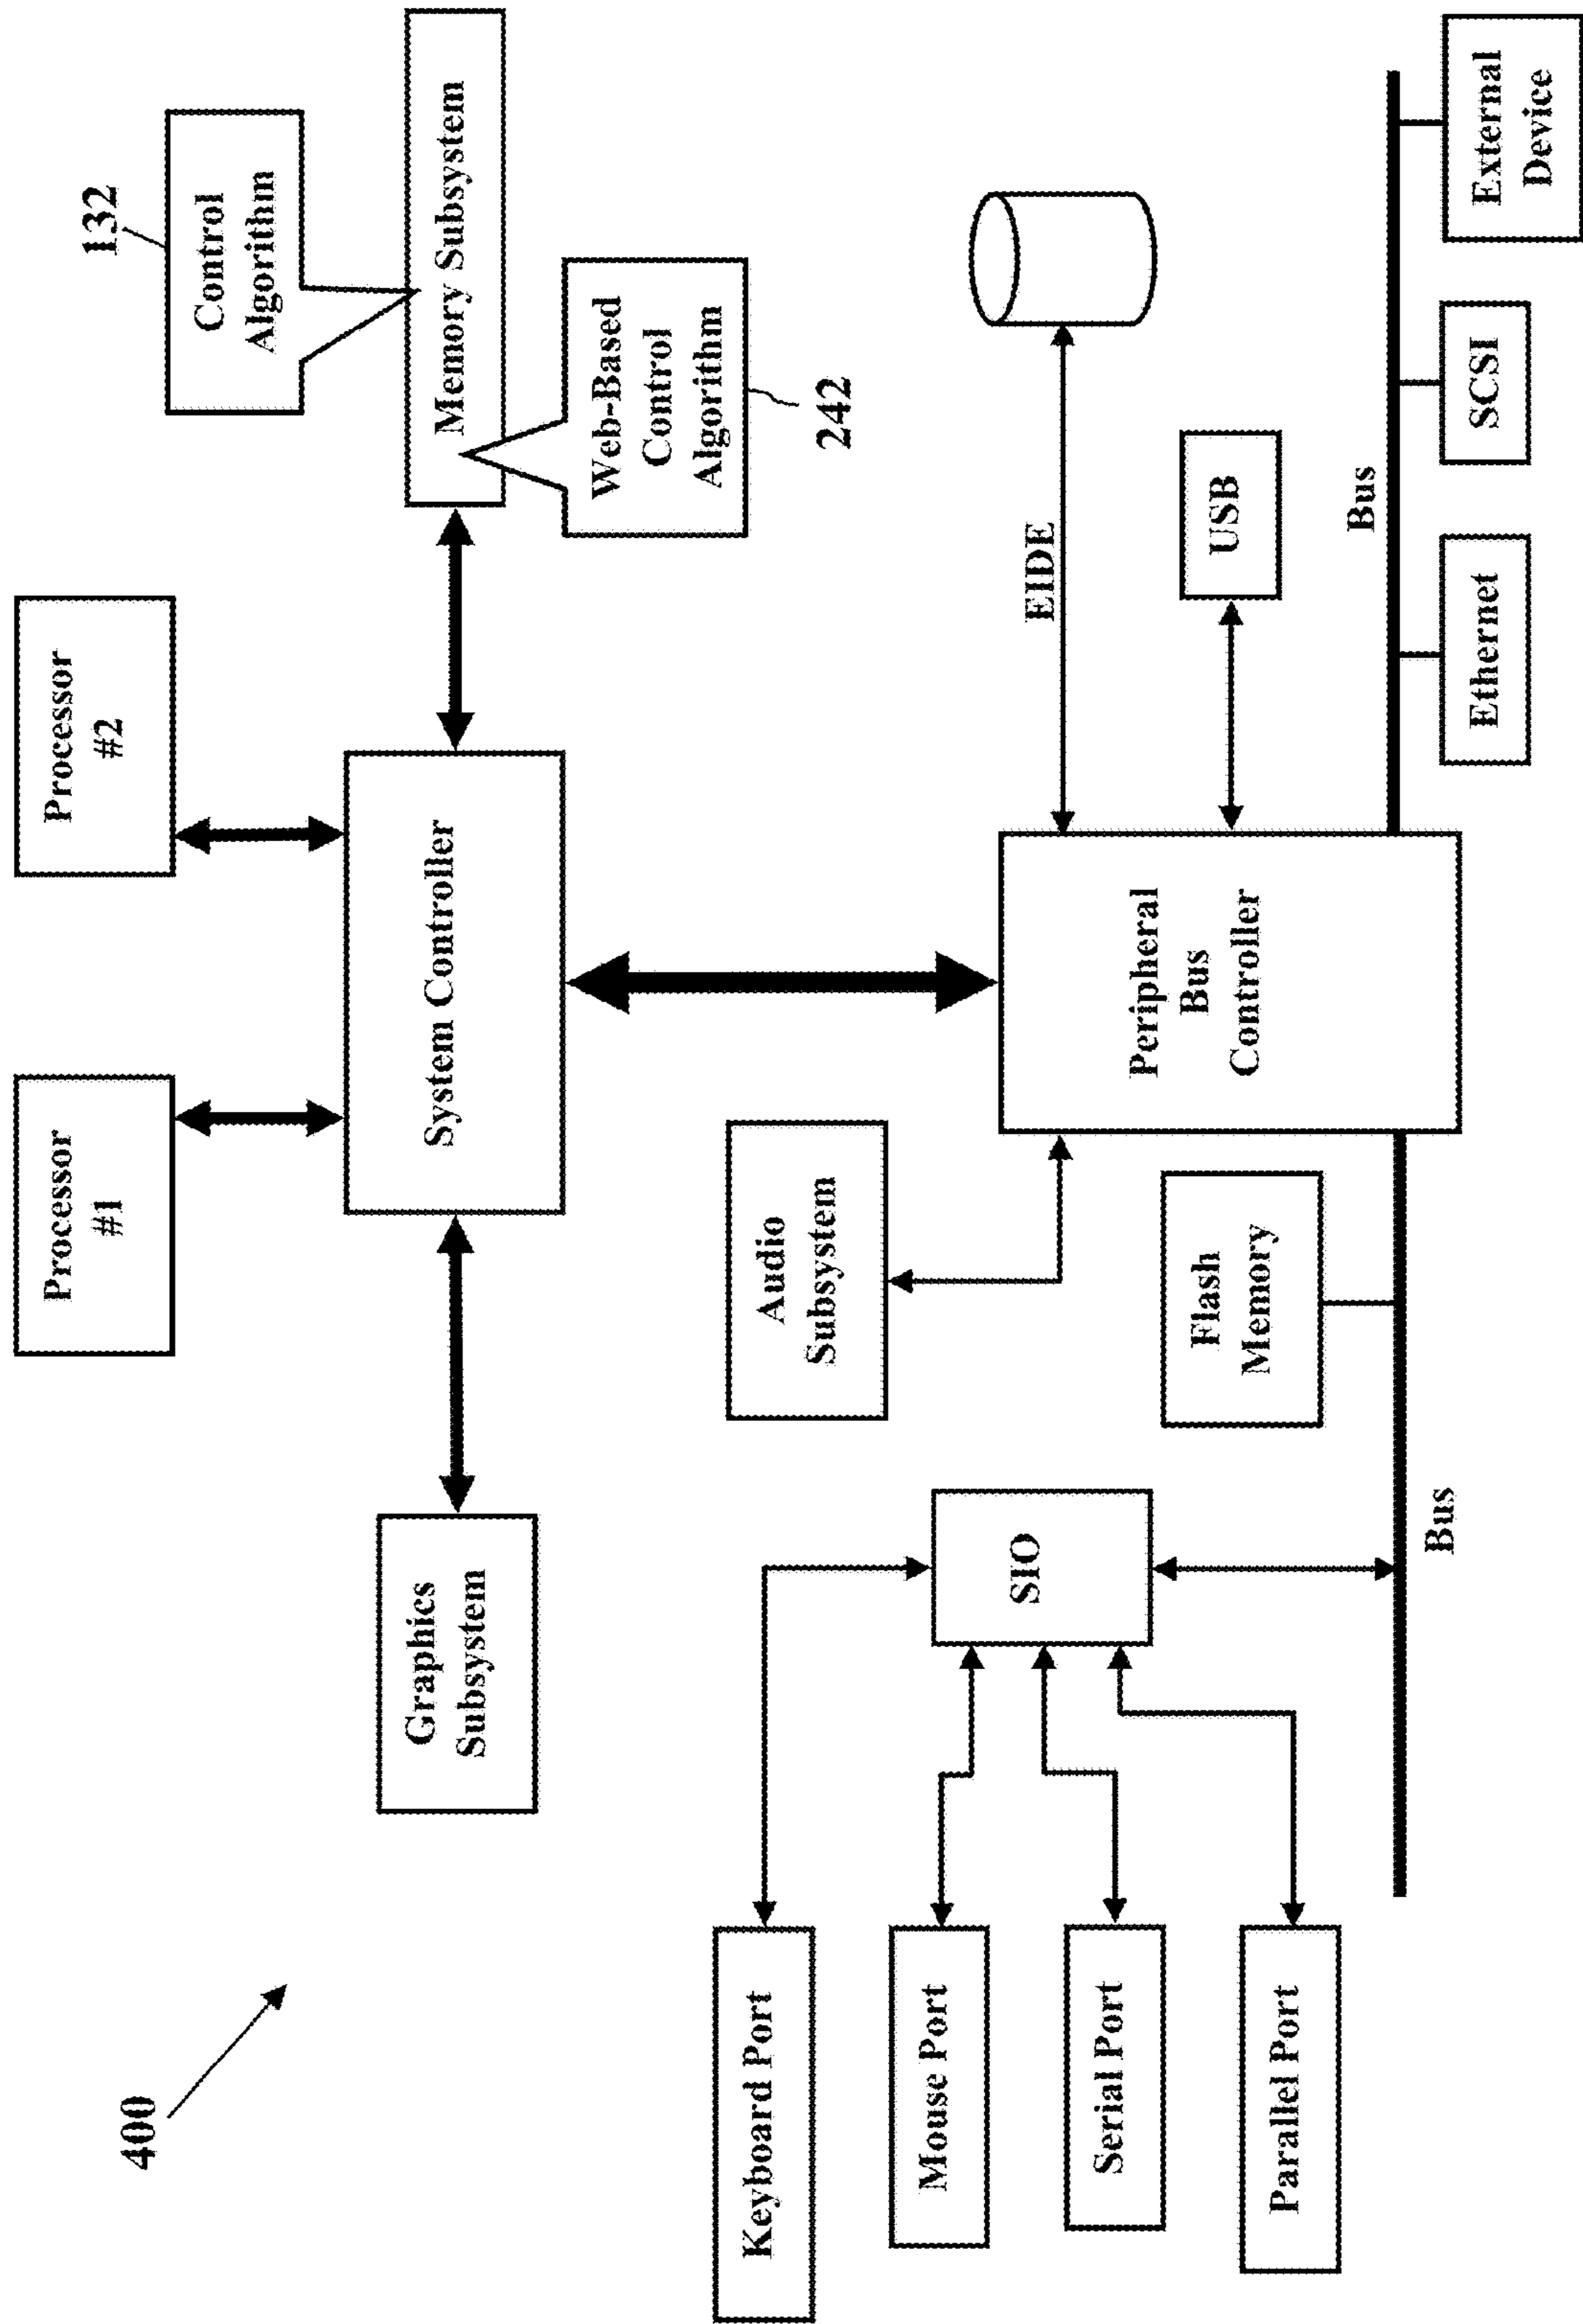 400
Processor
#1
Processor
#2
132
Control
Algorithm
Graphics
Subsystem
System Controller
Memory Subsystem
Web-Based
Control
Algorithm
242
Keyboard Port
Mouse Port
Serial Port
Parallel Port
SIO
Audio
Subsystem
Flash
Memory
Bus
Peripheral
Bus
Controller
EIDE
USB
Bus
Ethernet
SCSI
External
Device